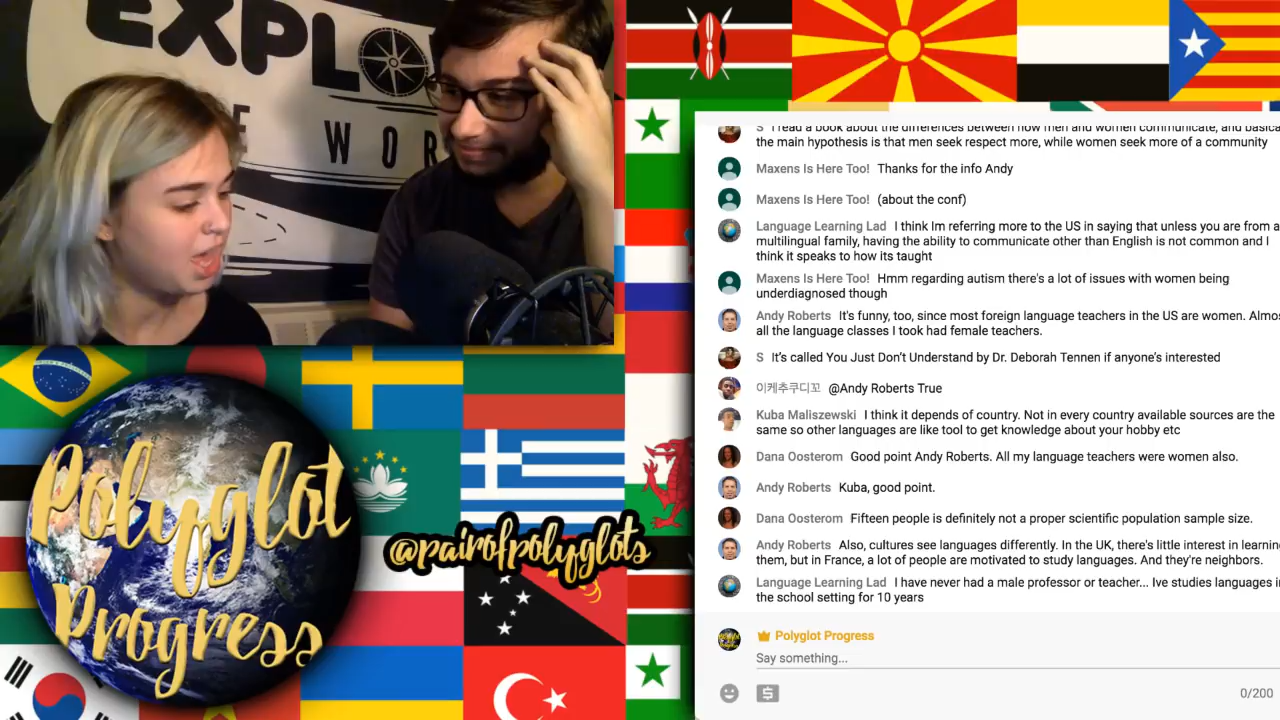 EXPLO
E
WOR
S I read a book about the differences between how men and women communicate, and
the main hypothesis is that men seek respect more, while women seek more of a community
Maxens Is Here Too! Thanks for the info Andy
Maxens Is Here Too! (about the conf)
Language Learning Lad I think Im referring more to the US in saying that unless you are from a
multilingual family, having the ability to communicate other than English is not common and I
think it speaks to how its taught
Maxens Is Here Too! Hmm regarding autism there's a lot of issues with women being
underdiagnosed though
Andy Roberts It's funny, too, since most foreign language teachers in the US are women. Almos
all the language classes I took had female teachers.
S It's called You Just Don't Understand by Dr. Deborah Tennen if anyone's interested
이케추쿠디꼬 @Andy Roberts True
Kuba Maliszewski I think it depends of country. Not in every country available sources are the
same so other languages are like tool to get knowledge about your hobby etc
Dana Oosterom Good point Andy Roberts. All my language teachers were women also.
Andy Roberts Kuba, good point.
Dana Oosterom Fifteen people is definitely not a proper scientific population sample size.
Andy Roberts Also, cultures see languages differently. In the UK, there's little interest in learnin
them, but in France, a lot of people are motivated to study languages. And they're neighbors.
Language Learning Lad I have never had a male professor or teacher... Ive studies languages in
the school setting for 10 years
Polyglot Progress
Say something...
0/200
Polyglot
Progress
@pairofpolyglots